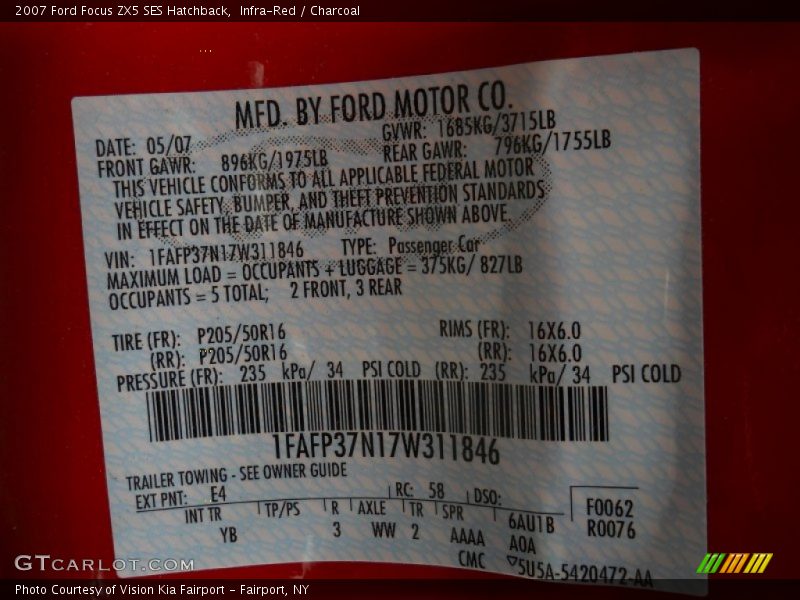 2007 Ford Focus ZX5 SES Hatchback,  Infra-Red / Charcoal
MFD. BY FORD MOTOR CO.
DATE: 05/07 GVWR: 1685KG/3715LB
FRONT GAWR: 896KG/1975LB REAR GAWR: 796KG/1755LB
THIS VEHICLE CONFORMS TO ALL APPLICABLE FEDERAL MOTOR
VEHICLE SAFETY, BUMPER, AND THEFT PREVENTION STANDARDS
IN EFFECT ON THE DATE OF MANUFACTURE SHOWN ABOVE.
VIN: 1FAFP37N17W311846 TYPE: Passenger Car
MAXIMUM LOAD = OCCUPANTS + LUGGAGE = 375KG/ 827LB
OCCUPANTS = 5 TOTAL; 2 FRONT, 3 REAR
TIRE (FR): P205/50R16 RIMS (FR): 16X6.0
(RR): P205/50R16 (RR): 16X6.0
PRESSURE (FR): 235 kPa/ 34 PSI COLD (RR): 235 kPa/ 34 PSI COLD
1FAFP37N17W311846
TRAILER TOWING - SEE OWNER GUIDE
EXT PNT: E4 RC: 58 DSO: F0062
INT TR TP/PS R AXLE TR SPR 6AU1B R0076
YB 3 WW 2 AAAA A0A
CMC 5U5A-5420472-AA
GTCARLOT.COM
Photo Courtesy of Vision Kia Fairport - Fairport, NY